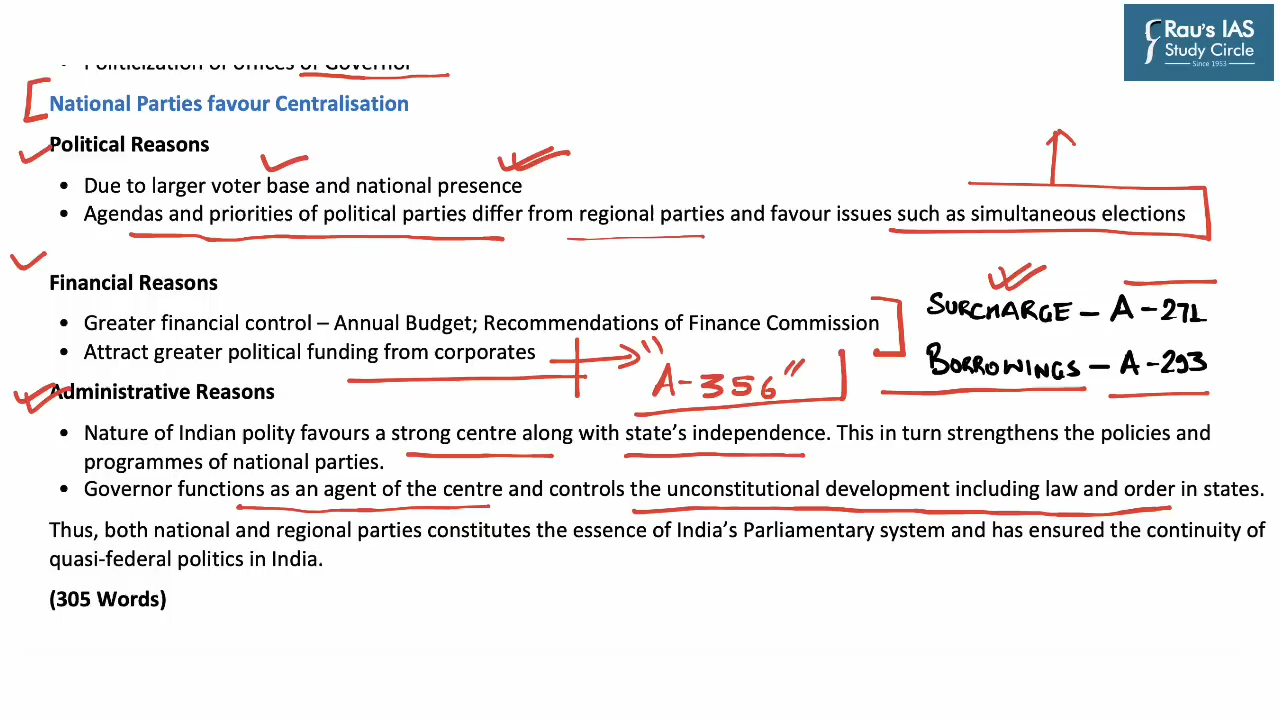 Rau's IAS
Study Circle
Since 1953
• Politicization of offices of Governor
National Parties favour Centralisation
Political Reasons
• Due to larger voter base and national presence
• Agendas and priorities of political parties differ from regional parties and favour issues such as simultaneous elections
Financial Reasons
• Greater financial control – Annual Budget; Recommendations of Finance Commission
• Attract greater political funding from corporates
SURCHARGE – A-271
BORROWINGS – A-293
"A-356"
Administrative Reasons
• Nature of Indian polity favours a strong centre along with state's independence. This in turn strengthens the policies and
programmes of national parties.
• Governor functions as an agent of the centre and controls the unconstitutional development including law and order in states.
Thus, both national and regional parties constitutes the essence of India's Parliamentary system and has ensured the continuity of
quasi-federal politics in India.
(305 Words)